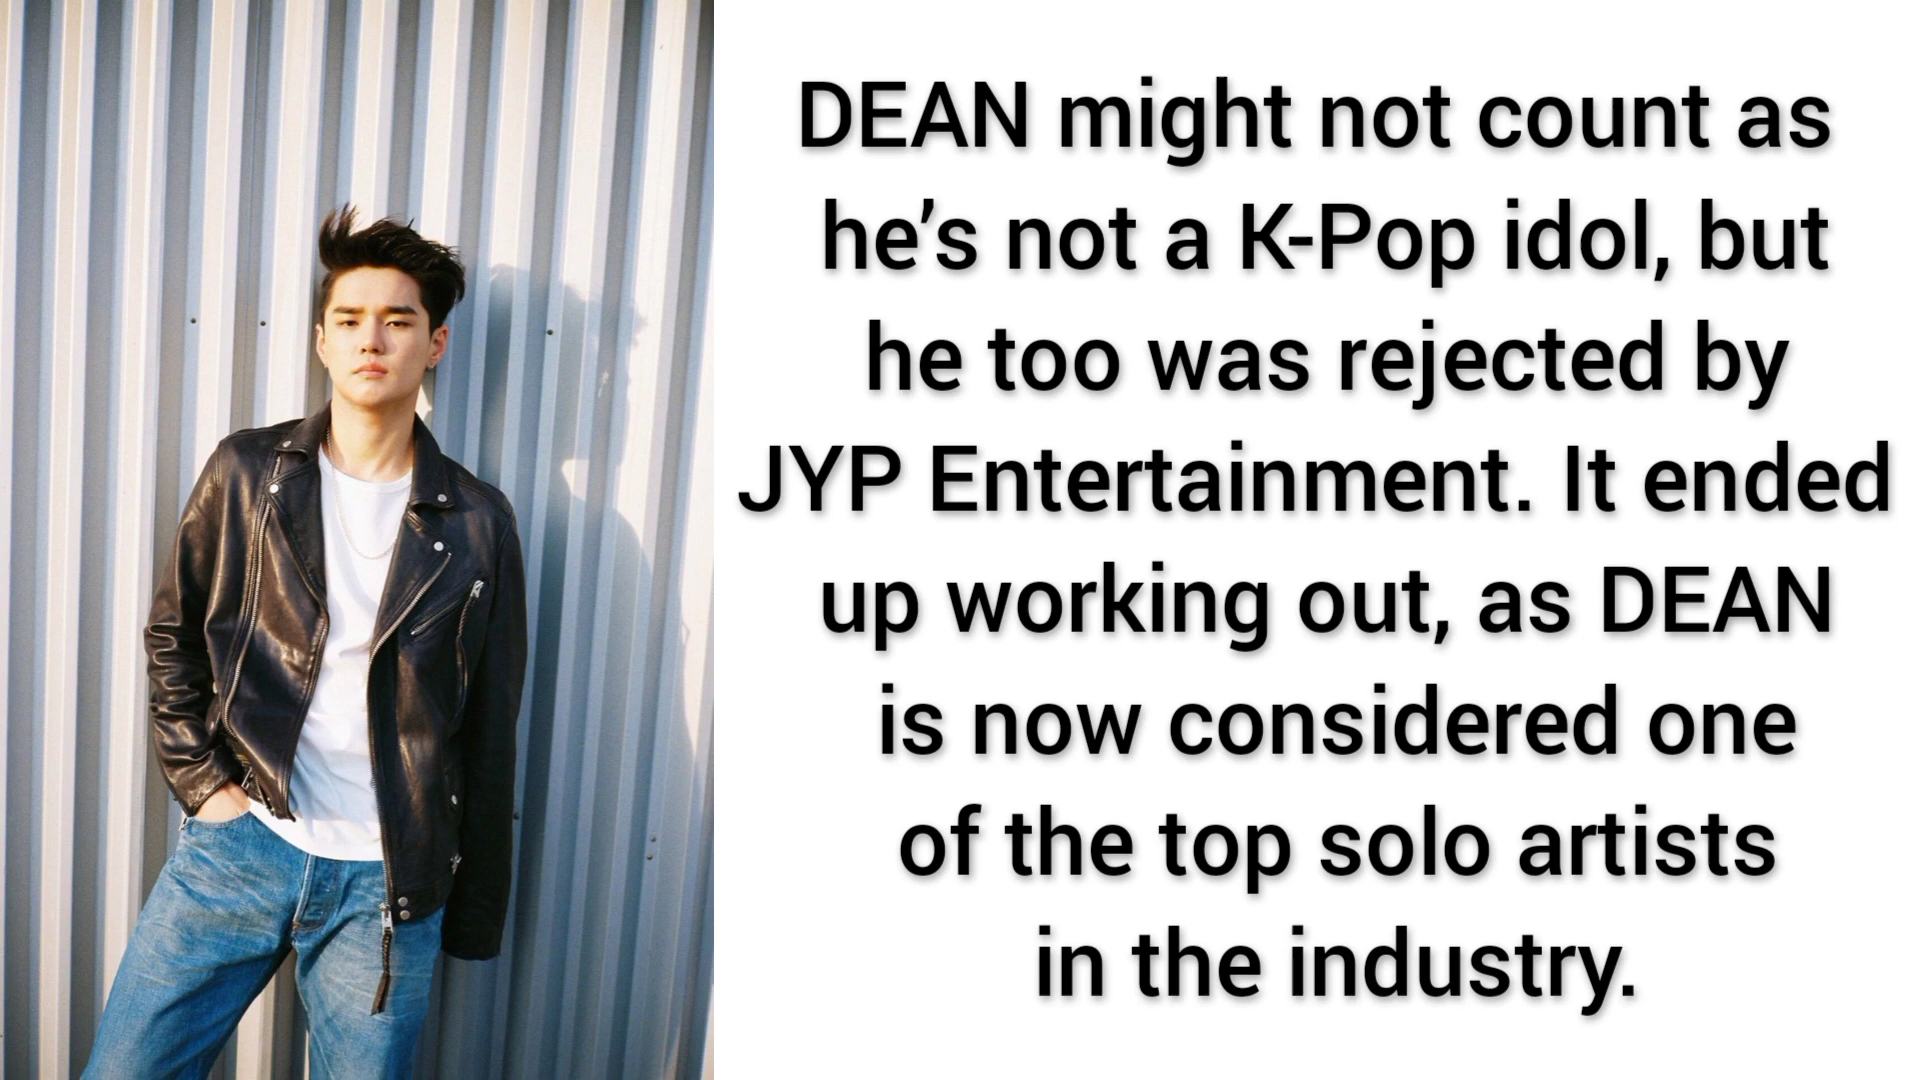 DEAN might not count as
he’s not a K-Pop idol, but
he too was rejected by
JYP Entertainment. It ended
up working out, as DEAN
is now considered one
of the top solo artists
in the industry.